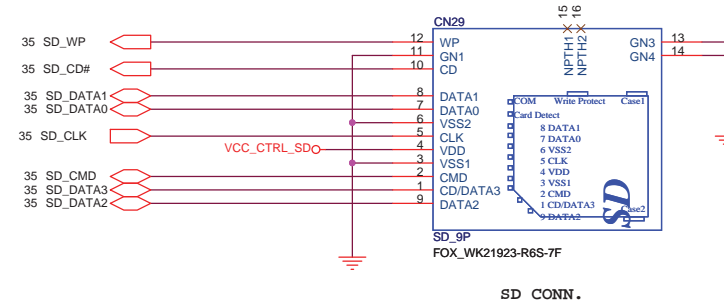 CN29
15
16
35 SD_WP
12
WP
NPTH1
NPTH2
GN3
13
11
GN1
GN4
14
35 SD_CD#
10
CD
35 SD_DATA1
8
DATA1
COM
Write Protect
Case1
35 SD_DATA0
7
DATA0
Card Detect
6
VSS2
8 DATA1
35 SD_CLK
5
CLK
7 DATA0
VCC_CTRL_SD
4
VDD
6 VSS2
3
VSS1
5 CLK
35 SD_CMD
2
CMD
4 VDD
35 SD_DATA3
1
CD/DATA3
3 VSS1
35 SD_DATA2
9
DATA2
2 CMD
1 CD/DATA3
9 DATA2
SD
Case2
SD_9P
FOX_WK21923-R6S-7F
SD CONN.